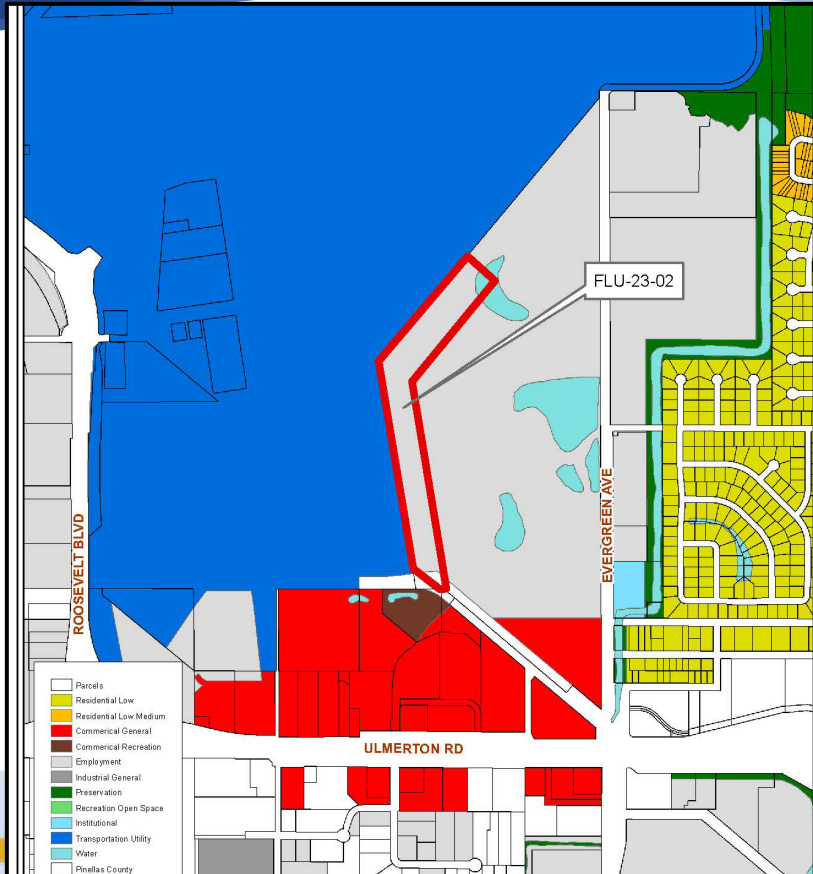 FLU-23-02
ROOSEVELT BLVD
EVERGREEN AVE
ULMERTON RD
Parcels
Residential Low
Residential Low Medium
Commerical General
Commerical Recreation
Employment
Industrial General
Preservation
Recreation Open Space
Institutional
Transportation Utility
Water
Pinellas County